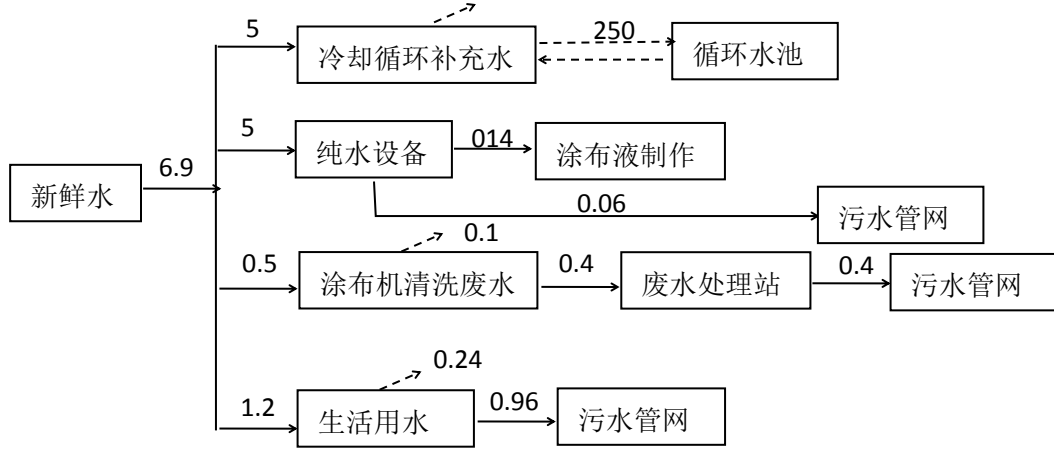 5
冷却循环补充水
250
循环水池
5
纯水设备
014
涂布液制作
新鲜水
6.9
0.06
污水管网
0.5
涂布机清洗废水
0.1
0.4
废水处理站
0.4
污水管网
1.2
生活用水
0.24
0.96
污水管网